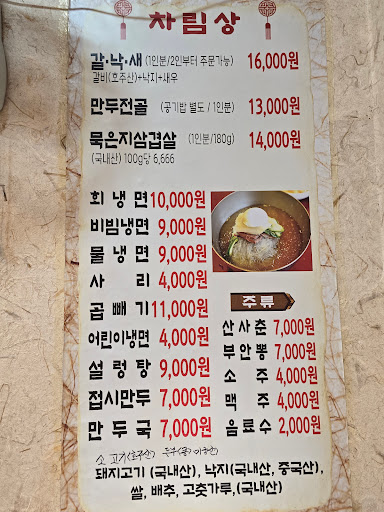 차림상
갈·낙·새 (1인분/2인부터 주문가능) 16,000원
갈비(호주산)+낙지+새우
만두전골 (공기밥 별도 / 1인분) 13,000원
묵은지삼겹살 (1인분/180g) 14,000원
(국내산) 100g당 6,666
회냉면 10,000원
비빔냉면 9,000원
물냉면 9,000원
사리 4,000원
곱빼기 11,000원
어린이냉면 4,000원
설렁탕 9,000원
접시만두 7,000원
만두국 7,000원
주류
산사춘 7,000원
부안뽕 7,000원
소주 4,000원
맥주 4,000원
음료수 2,000원
소고기(호주산)
돼지고기 (국내산), 낙지(국내산, 중국산),
쌀, 배추, 고춧가루,(국내산)